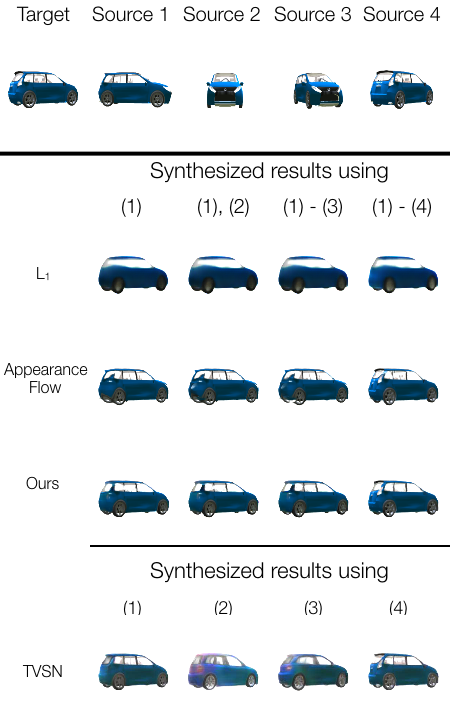 Target Source 1 Source 2 Source 3 Source 4
Synthesized results using
(1) (1), (2) (1) - (3) (1) - (4)
L₁
Appearance
Flow
Ours
Synthesized results using
(1) (2) (3) (4)
TVSN